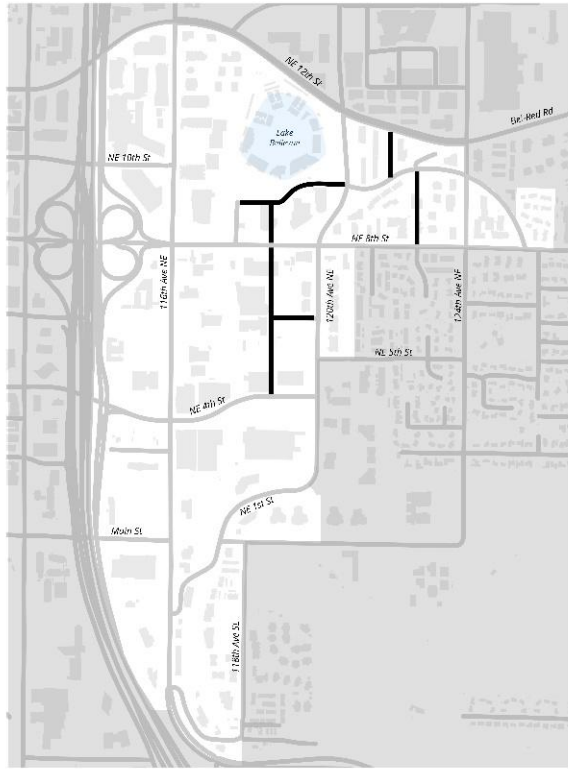 NE 12th St
Bel-Red Rd
Lake
Bellevue
NE 10th St
NE 8th St
116th Ave NE
120th Ave NE
124th Ave NE
NE 5th St
NE 4th St
NE 1st St
Main St
118th Ave SE